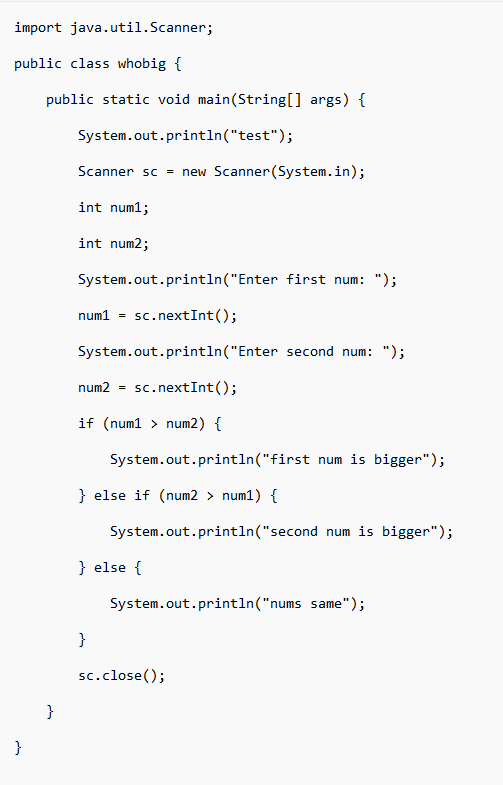 import java.util.Scanner;
public class whobig {
    public static void main(String[] args) {
        System.out.println("test");
        Scanner sc = new Scanner(System.in);
        int num1;
        int num2;
        System.out.println("Enter first num: ");
        num1 = sc.nextInt();
        System.out.println("Enter second num: ");
        num2 = sc.nextInt();
        if (num1 > num2) {
            System.out.println("first num is bigger");
        } else if (num2 > num1) {
            System.out.println("second num is bigger");
        } else {
            System.out.println("nums same");
        }
        sc.close();
    }
}